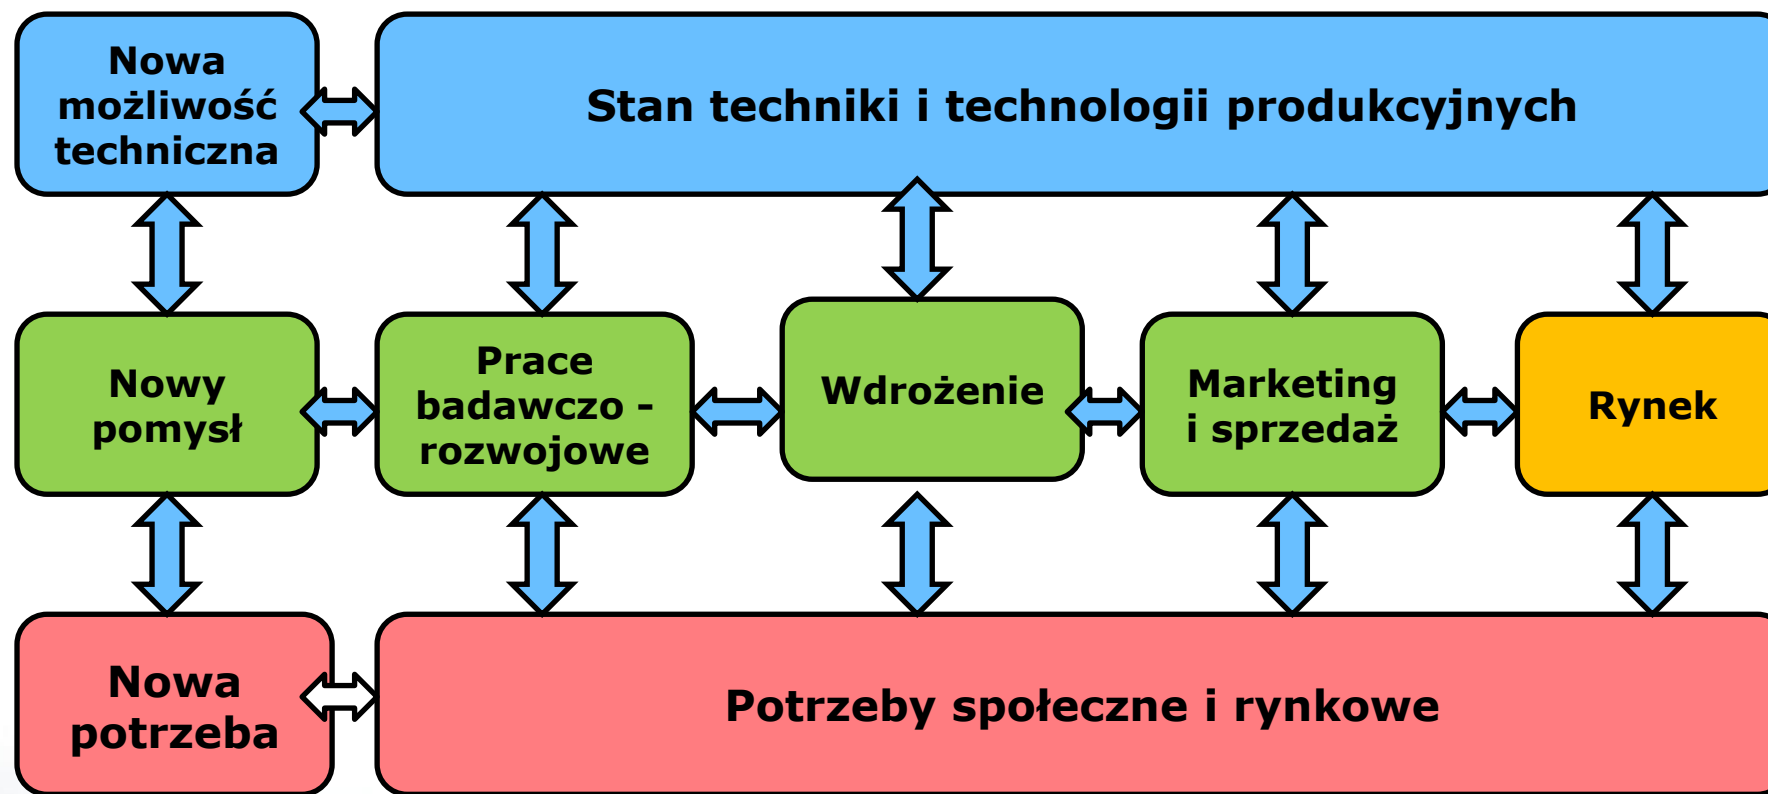 Nowa
możliwość
techniczna
Stan techniki i technologii produkcyjnych
Nowy
pomysł
Prace
badawczo -
rozwojowe
Wdrożenie
Marketing
i sprzedaż
Rynek
Nowa
potrzeba
Potrzeby społeczne i rynkowe